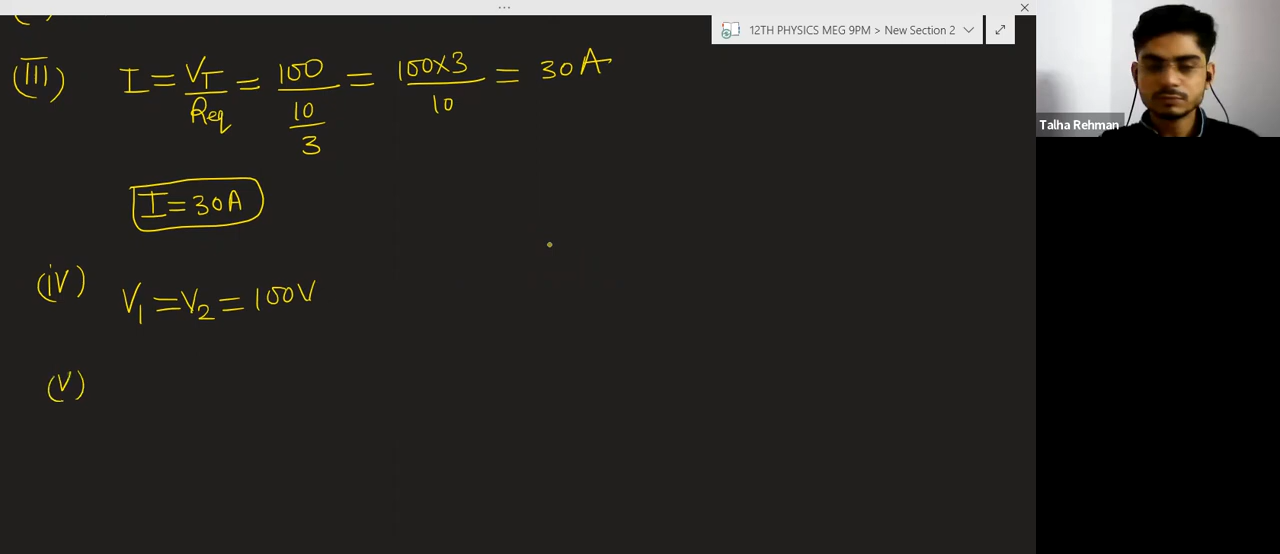 12TH PHYSICS MEG 9PM > New Section 2
Talha Rehman
(III) I = VT/Req = 100/(10/3) = 100×3/10 = 30A
I = 30A
(iv) V1 = V2 = 100V
(V)